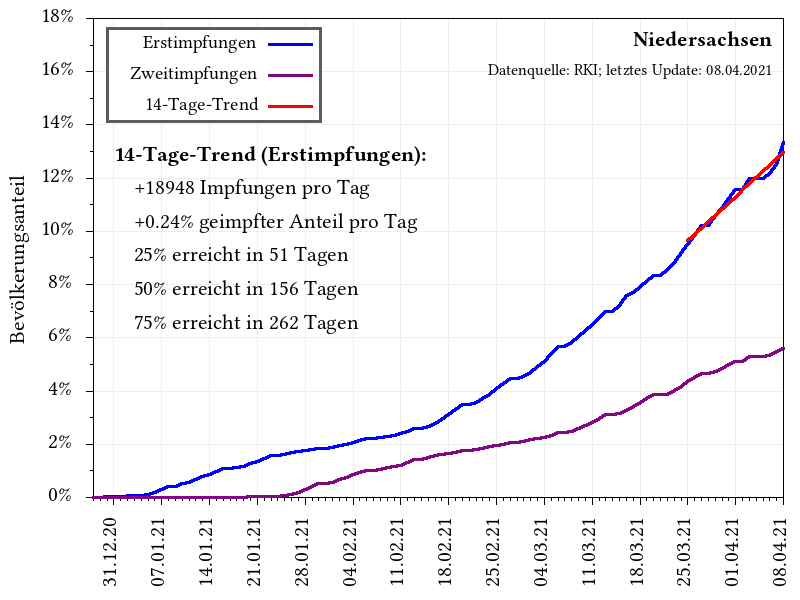 18%
16%
14%
12%
10%
8%
6%
4%
2%
0%
Bevölkerungsanteil
Erstimpfungen
Zweitimpfungen
14-Tage-Trend
Niedersachsen
Datenquelle: RKI; letztes Update: 08.04.2021
14-Tage-Trend (Erstimpfungen):
+18948 Impfungen pro Tag
+0.24% geimpfter Anteil pro Tag
25% erreicht in 51 Tagen
50% erreicht in 156 Tagen
75% erreicht in 262 Tagen
31.12.20
07.01.21
14.01.21
21.01.21
28.01.21
04.02.21
11.02.21
18.02.21
25.02.21
04.03.21
11.03.21
18.03.21
25.03.21
01.04.21
08.04.21